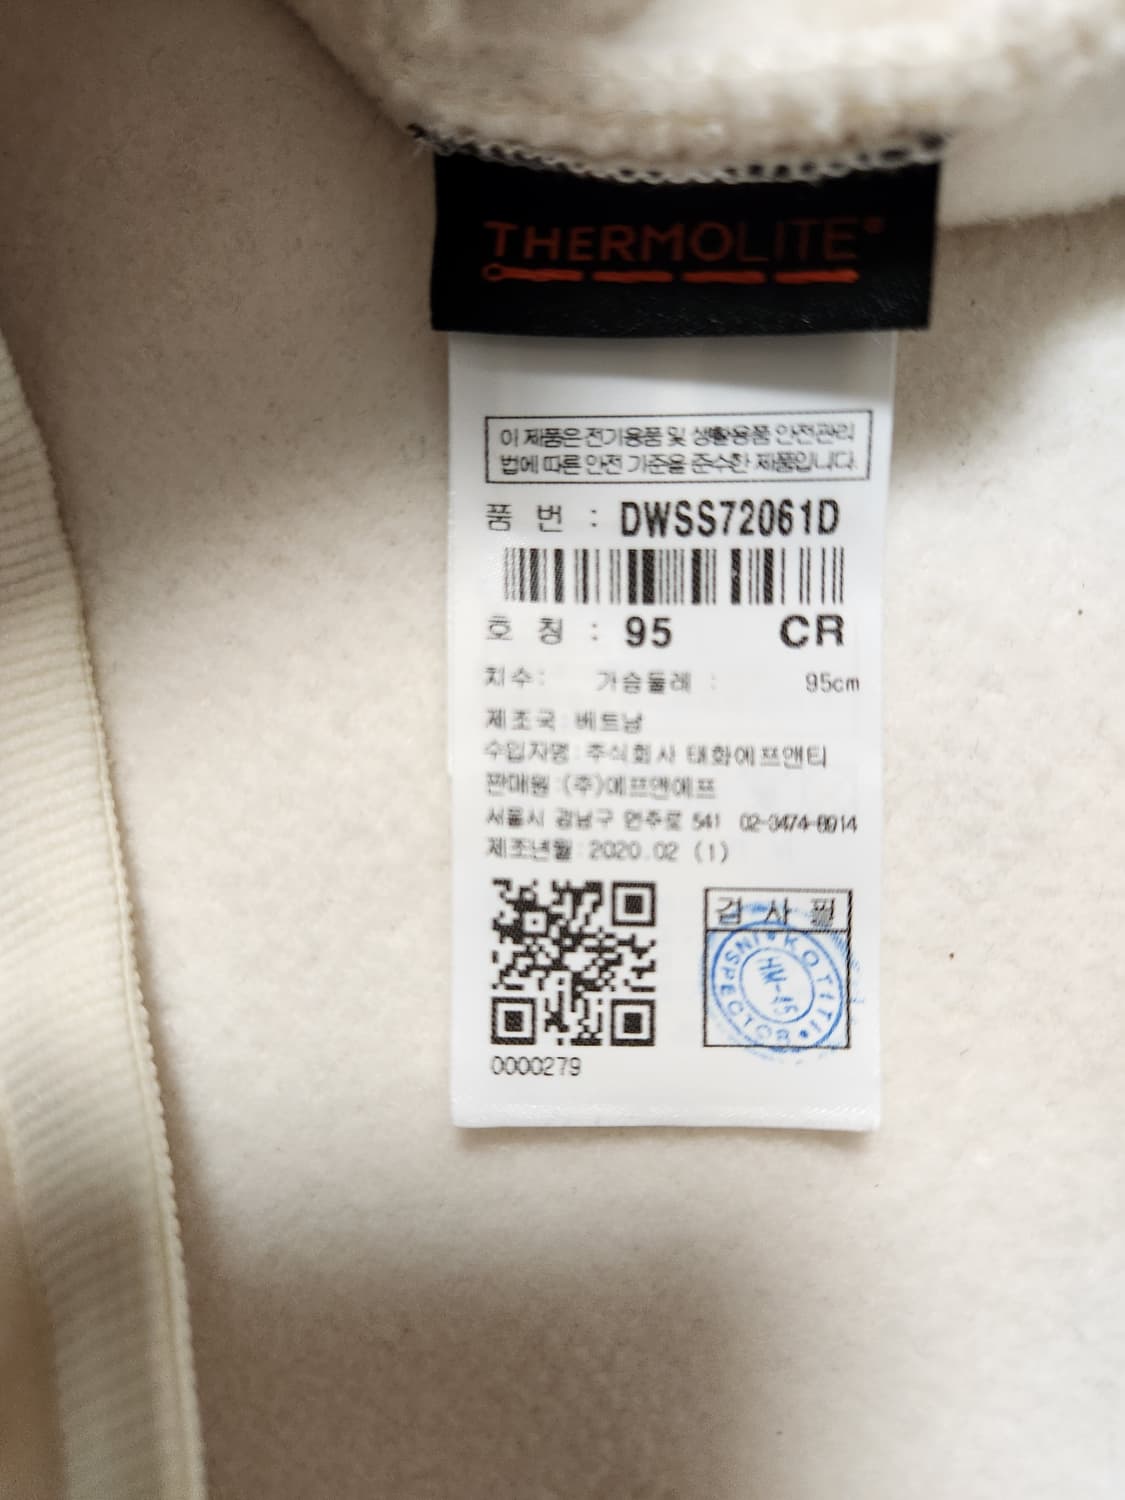 THERMOLITE®
이 제품은 전기용품 및 생활용품 안전관리
법에 따른 안전 기준을 준수한 제품입니다.
품 번 : DWSS72061D
호 칭 : 95 CR
치수: 가슴둘레 : 95cm
제조국: 베트남
수입자명: 주식회사 태화에프앤티
판매원:(주)에프앤에프
서울시 강남구 언주로 541 02-3474-8914
제조년월:2020.02 (1)
검 사 필
KOTITI INSPECTOR
HM-15
0000279